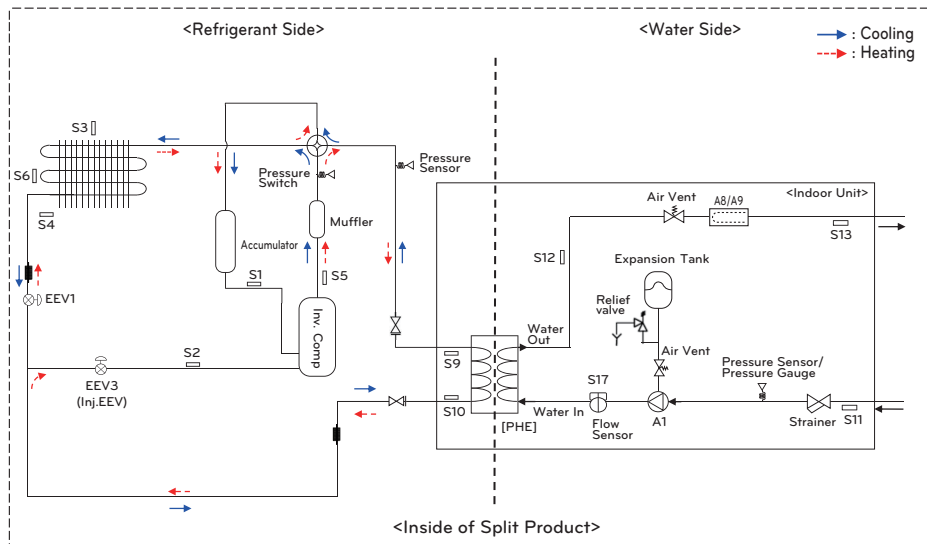 <Refrigerant Side>
<Water Side>
: Cooling
: Heating
S3
S6
S4
Pressure
Switch
Pressure
Sensor
Muffler
Accumulator
S1
S5
Inv. Comp
EEV1
S2
EEV3
(Inj.EEV)
<Indoor Unit>
Air Vent
A8/A9
S13
S12
Expansion Tank
Relief
valve
Water
Out
Air Vent
Pressure Sensor/
Pressure Gauge
S9
S10
S17
Water In
Flow
Sensor
A1
Strainer
S11
[PHE]
<Inside of Split Product>